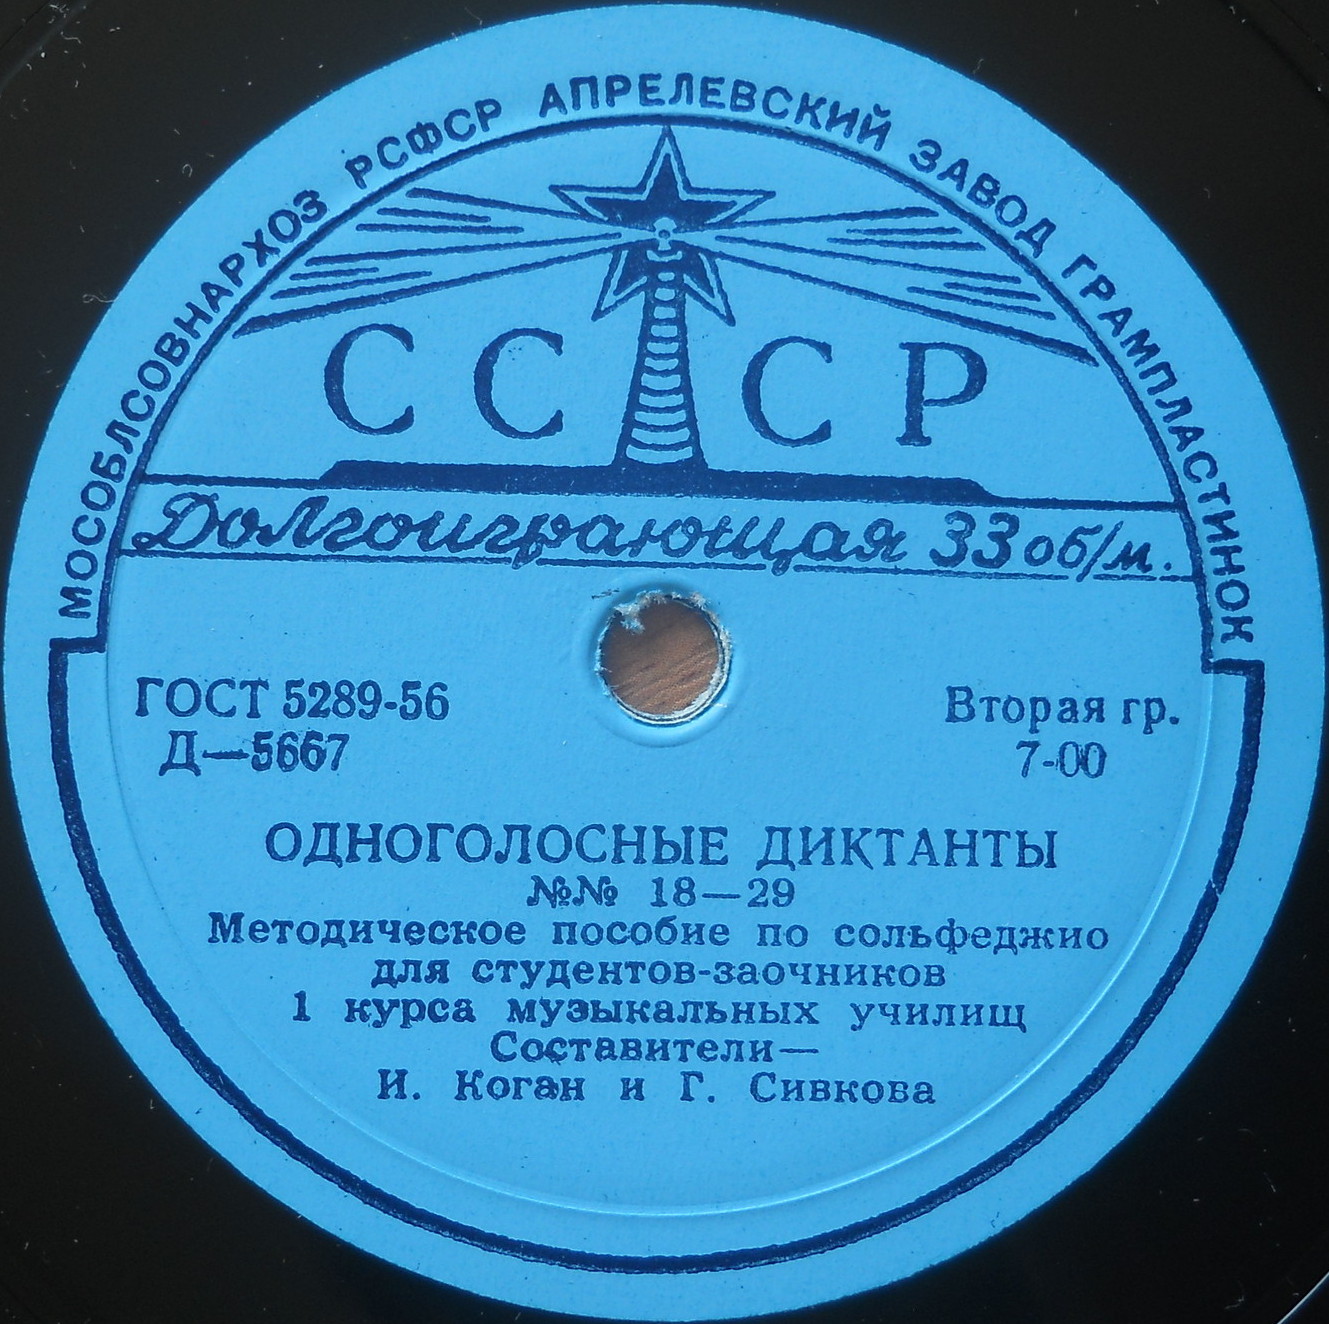 МОСОБЛСОВНАРХОЗ РСФСР АПРЕЛЕВСКИЙ ЗАВОД ГРАМПЛАСТИНОК
СССР
Долгоиграющая 33 об/м.
ГОСТ 5289-56
Д—5667
Вторая гр.
7-00
ОДНОГОЛОСНЫЕ ДИКТАНТЫ
№№ 18—29
Методическое пособие по сольфеджио
для студентов-заочников
1 курса музыкальных училищ
Составители—
И. Коган и Г. Сивкова